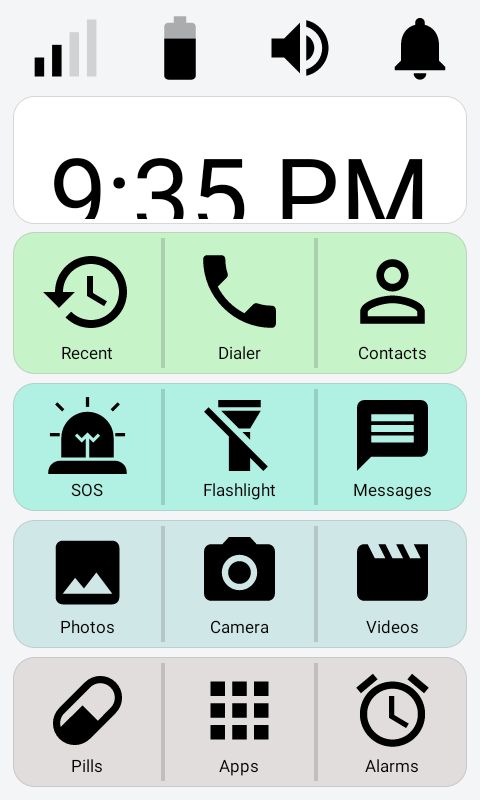 9:35 PM
Recent Dialer Contacts
SOS Flashlight Messages
Photos Camera Videos
Pills Apps Alarms